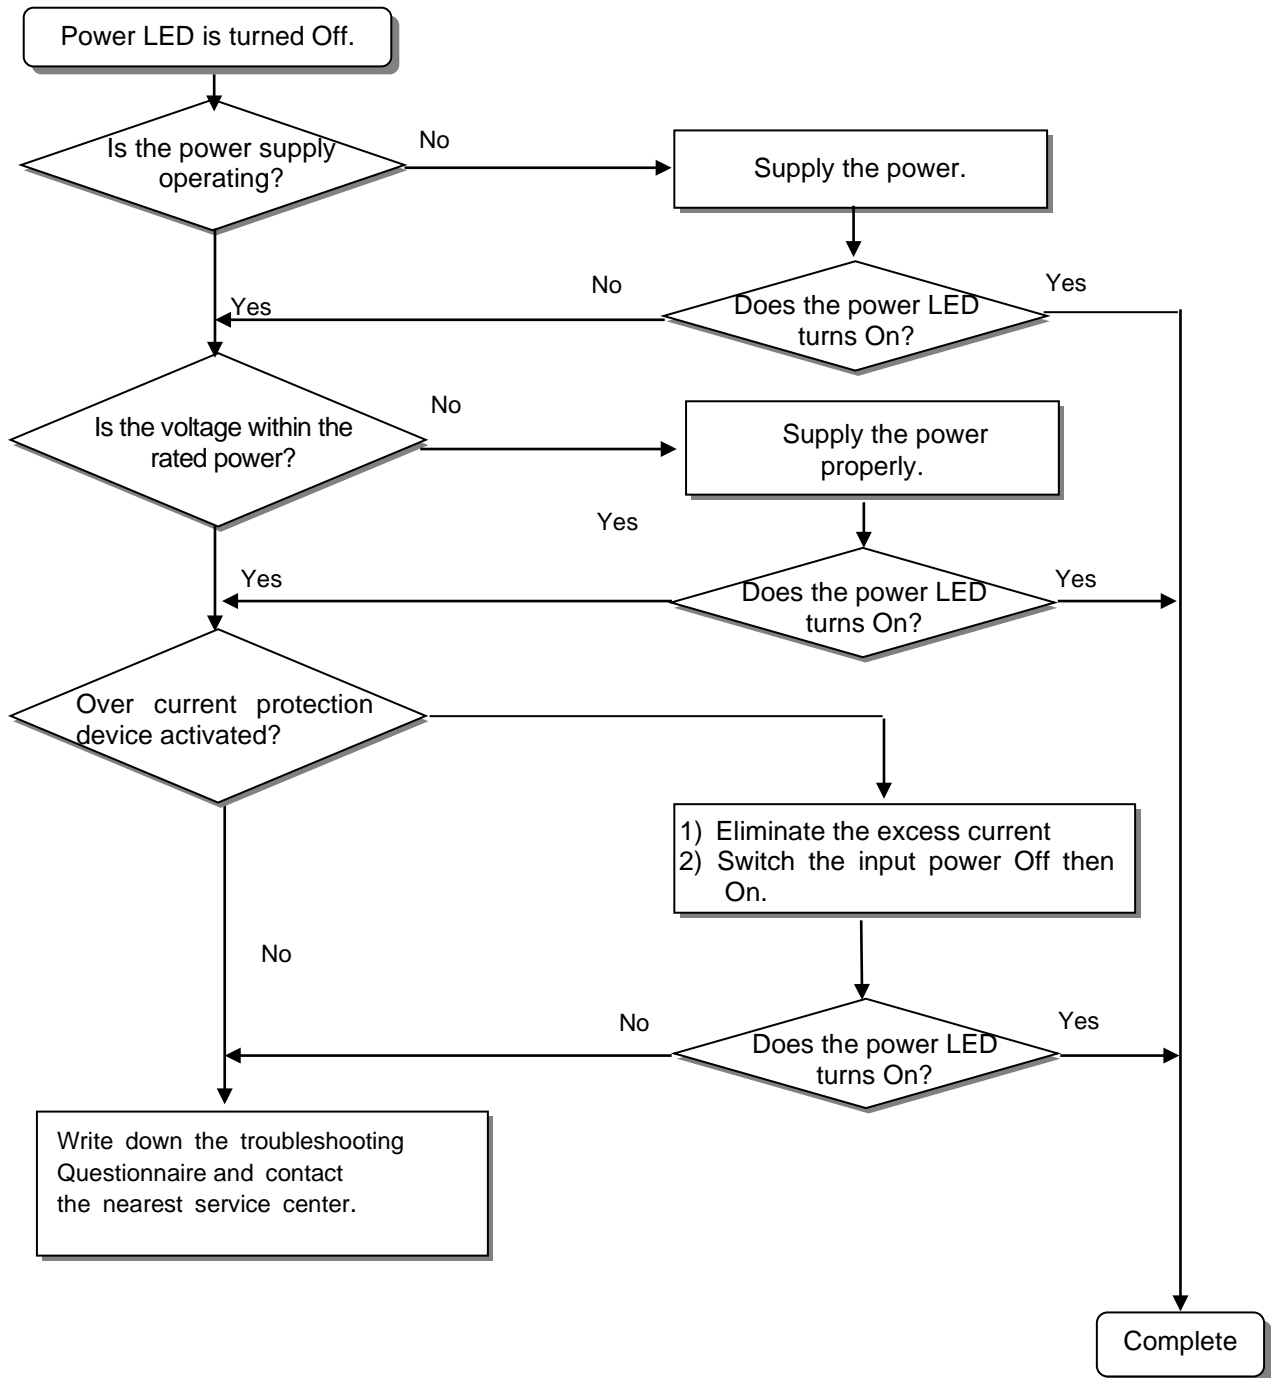 Power LED is turned Off.
Is the power supply
operating?
No
Supply the power.
Yes
No
Does the power LED
turns On?
Yes
Is the voltage within the
rated power?
No
Supply the power
properly.
Yes
Yes
Does the power LED
turns On?
Yes
Over current protection
device activated?
1) Eliminate the excess current
2) Switch the input power Off then
On.
No
No
Does the power LED
turns On?
Yes
Write down the troubleshooting
Questionnaire and contact
the nearest service center.
Complete